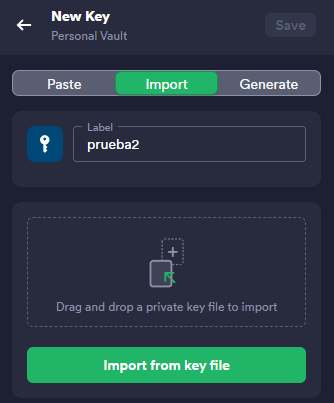 New Key
Personal Vault
Save
Paste
Import
Generate
Label
prueba2
Drag and drop a private key file to import
Import from key file